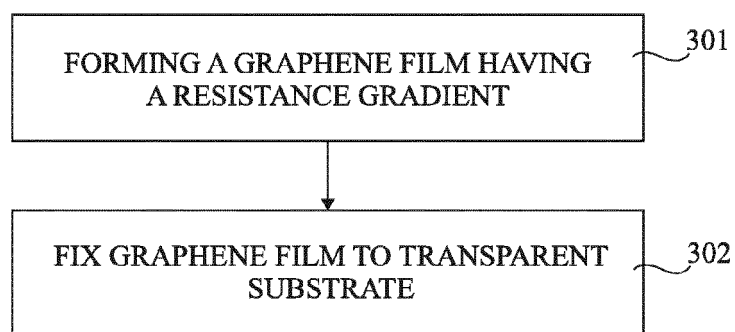 FORMING A GRAPHENE FILM HAVING
A RESISTANCE GRADIENT
301
FIX GRAPHENE FILM TO TRANSPARENT
SUBSTRATE
302